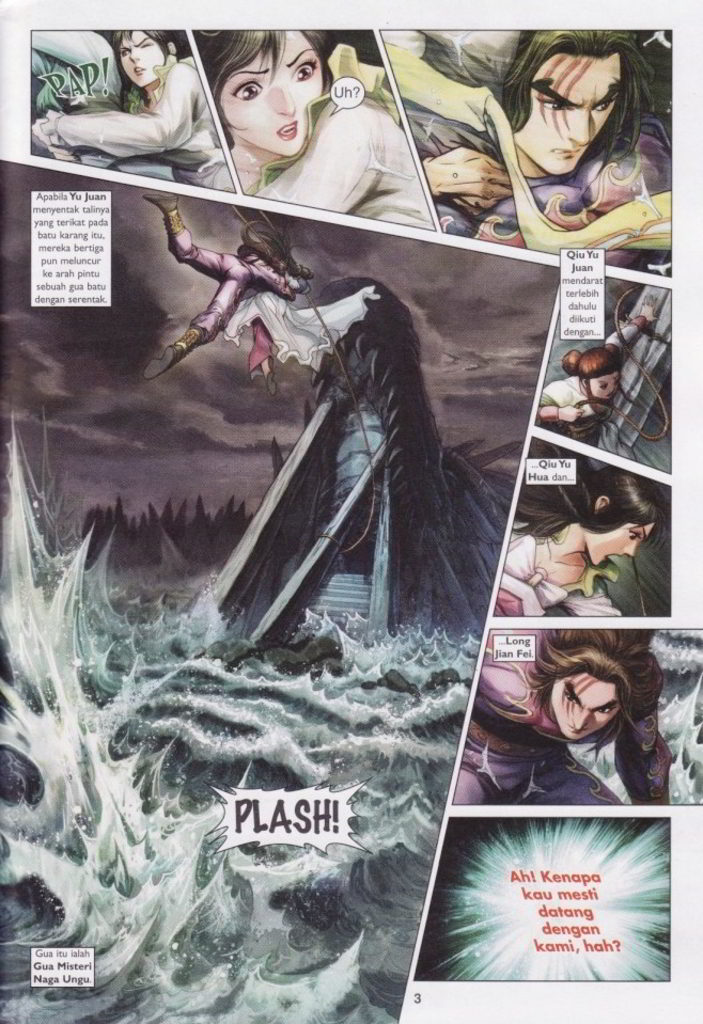 PAP!
Uh?
Apabila Yu Juan
menyentak talinya
yang terikat pada
batu karang itu,
mereka bertiga
pun meluncur
ke arah pintu
sebuah gua batu
dengan serentak.
Qiu Yu
Juan
mendarat
terlebih
dahulu
diikuti
dengan...
...Qiu Yu
Hua dan...
...Long
Jian Fei.
PLASH!
Ah! Kenapa
kau mesti
datang
dengan
kami, hah?
Gua itu ialah
Gua Misteri
Naga Ungu.
3